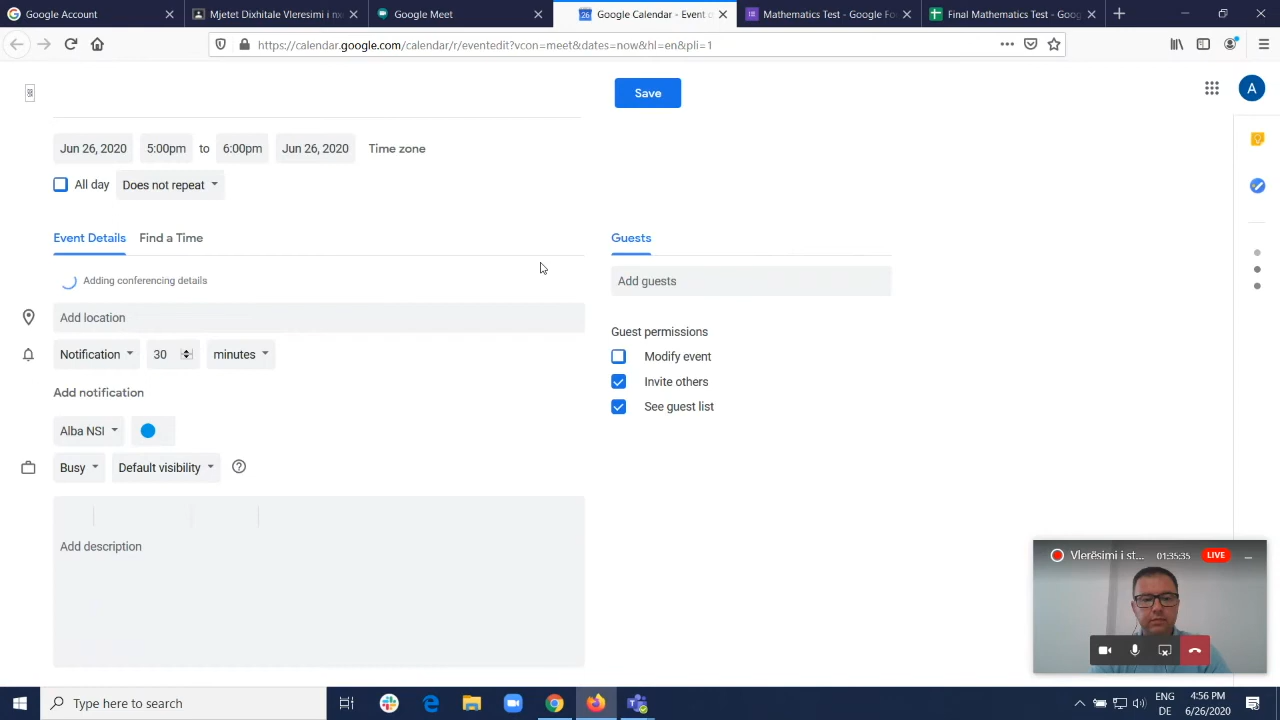 Google Account
Mjetet Dixhitale Vlerësimi i nxë
Google Meet
Google Calendar - Event d
Mathematics Test - Google Fo
Final Mathematics Test - Goog
https://calendar.google.com/calendar/r/eventedit?vcon=meet&dates=now&hl=en&pli=1
Save
A
Jun 26, 2020 5:00pm to 6:00pm Jun 26, 2020 Time zone
All day Does not repeat
Event Details Find a Time
Guests
Adding conferencing details
Add guests
Add location
Guest permissions
Notification 30 minutes
Modify event
Invite others
Add notification
See guest list
Alba NSI
Busy Default visibility
Add description
Vlerësimi i st... 01:35:35 LIVE
Type here to search
ENG
DE
4:56 PM
6/26/2020